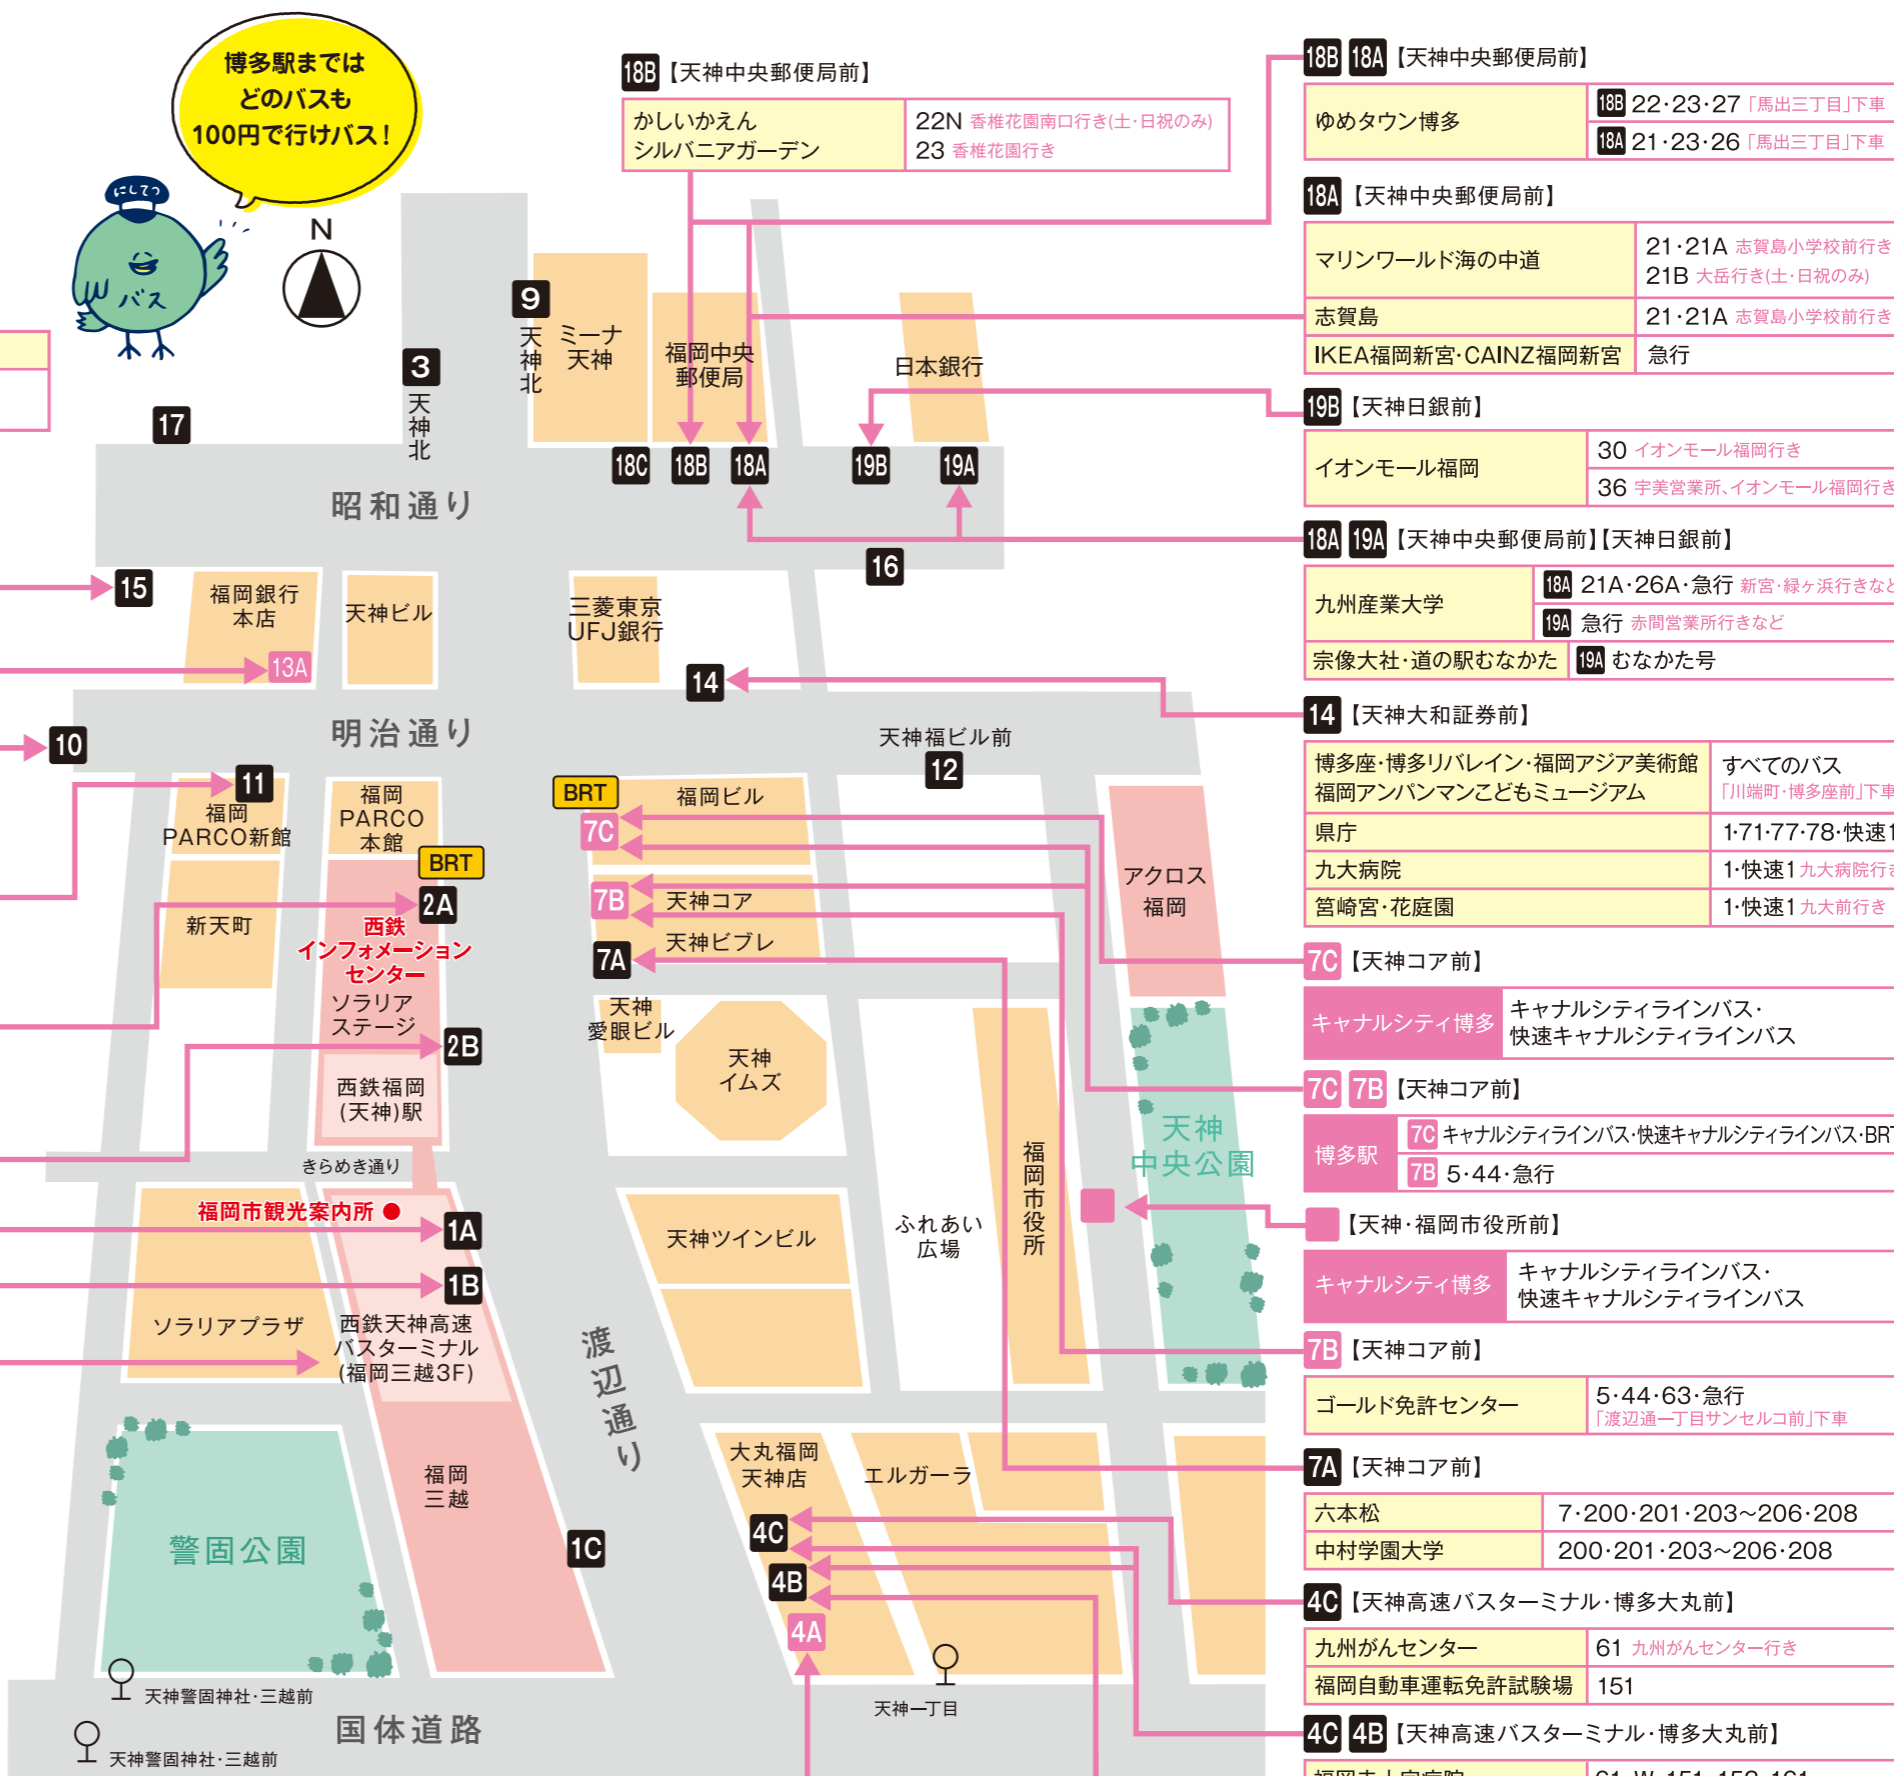 博多駅までは
どのバスも
100円で行けバス！
にしてつ
バス
N
18B【天神中央郵便局前】
かしいかえん
シルバニアガーデン
22N 香椎花園南口行き(土・日祝のみ)
23 香椎花園行き
9
天神北
3
天神北
17
ミーナ
天神
福岡中央
郵便局
日本銀行
18C
18B
18A
19B
19A
昭和通り
16
15
福岡銀行
本店
天神ビル
三菱東京
UFJ銀行
13A
14
明治通り
10
天神福ビル前
12
11
福岡
PARCO新館
福岡
PARCO
本館
BRT
福岡ビル
7C
BRT
2A
7B
天神コア
天神ビブレ
7A
アクロス
福岡
新天町
西鉄
インフォメーション
センター
ソラリア
ステージ
2B
天神
愛眼ビル
天神
イムズ
西鉄福岡
(天神)駅
きらめき通り
天神
中央公園
福岡市役所
福岡市観光案内所
1A
天神ツインビル
ふれあい
広場
1B
ソラリアプラザ
西鉄天神高速
バスターミナル
(福岡三越3F)
渡辺通り
福岡
三越
大丸福岡
天神店
エルガーラ
警固公園
1C
4C
4B
4A
天神警固神社・三越前
天神一丁目
国体道路
天神警固神社・三越前
18B 18A【天神中央郵便局前】
ゆめタウン博多
18B 22・23・27「馬出三丁目」下車
18A 21・23・26「馬出三丁目」下車
18A【天神中央郵便局前】
マリンワールド海の中道
21・21A 志賀島小学校前行き
21B 大岳行き(土・日祝のみ)
志賀島
21・21A 志賀島小学校前行き
IKEA福岡新宮・CAINZ福岡新宮
急行
19B【天神日銀前】
イオンモール福岡
30 イオンモール福岡行き
36 宇美営業所、イオンモール福岡行き
18A 19A【天神中央郵便局前】【天神日銀前】
九州産業大学
18A 21A・26A・急行 新宮・緑ヶ浜行きなど
19A 急行 赤間営業所行きなど
宗像大社・道の駅むなかた
19A むなかた号
14【天神大和証券前】
博多座・博多リバレイン・福岡アジア美術館
福岡アンパンマンこどもミュージアム
すべてのバス
「川端町・博多座前」下車
県庁
1・71・77・78・快速1
九大病院
1・快速1 九大病院行き
筥崎宮・花庭園
1・快速1 九大前行き
7C【天神コア前】
キャナルシティ博多
キャナルシティラインバス・
快速キャナルシティラインバス
7C 7B【天神コア前】
博多駅
7C キャナルシティラインバス・快速キャナルシティラインバス・BRT
7B 5・44・急行
【天神・福岡市役所前】
キャナルシティ博多
キャナルシティラインバス・
快速キャナルシティラインバス
7B【天神コア前】
ゴールド免許センター
5・44・63・急行
「渡辺通一丁目サンセルコ前」下車
7A【天神コア前】
六本松
7・200・201・203〜206・208
中村学園大学
200・201・203〜206・208
4C【天神高速バスターミナル・博多大丸前】
九州がんセンター
61 九州がんセンター行き
福岡自動車運転免許試験場
151
4C 4B【天神高速バスターミナル・博多大丸前】